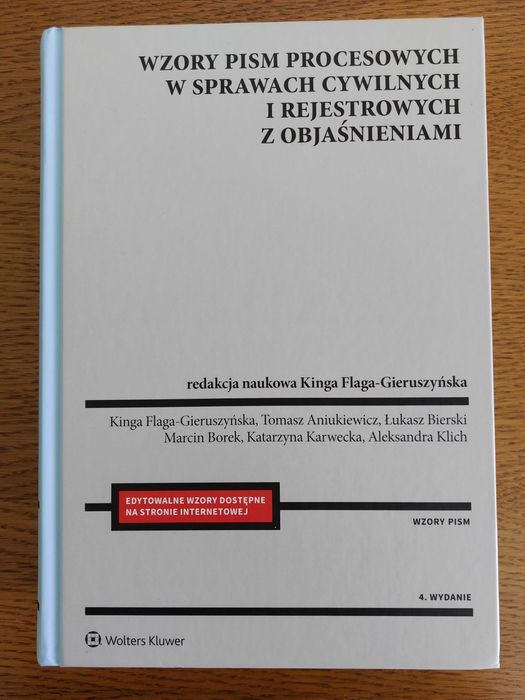 WZORY PISM PROCESOWYCH
W SPRAWACH CYWILNYCH
I REJESTROWYCH
Z OBJAŚNIENIAMI
redakcja naukowa Kinga Flaga-Gieruszyńska
Kinga Flaga-Gieruszyńska, Tomasz Aniukiewicz, Łukasz Bierski
Marcin Borek, Katarzyna Karwecka, Aleksandra Klich
EDYTOWALNE WZORY DOSTĘPNE
NA STRONIE INTERNETOWEJ
WZORY PISM
4. WYDANIE
Wolters Kluwer